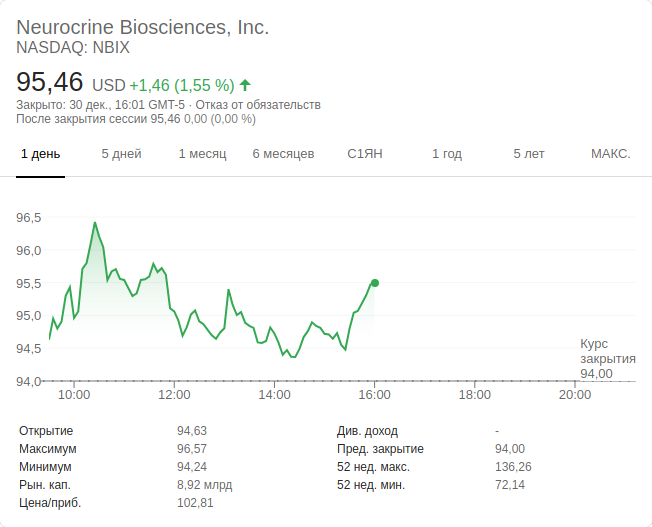 Neurocrine Biosciences, Inc.
NASDAQ: NBIX
95,46 USD +1,46 (1,55 %)
Закрыто: 30 дек., 16:01 GMT-5 · Отказ от обязательств
После закрытия сессии 95,46 0,00 (0,00 %)
1 день 5 дней 1 месяц 6 месяцев С1ЯН 1 год 5 лет МАКС.
96,5
96,0
95,5
95,0
94,5
94,0
Курс
закрытия
94,00
10:00 12:00 14:00 16:00 18:00 20:00
Открытие 94,63 Див. доход -
Максимум 96,57 Пред. закрытие 94,00
Минимум 94,24 52 нед. макс. 136,26
Рын. кап. 8,92 млрд 52 нед. мин. 72,14
Цена/приб. 102,81